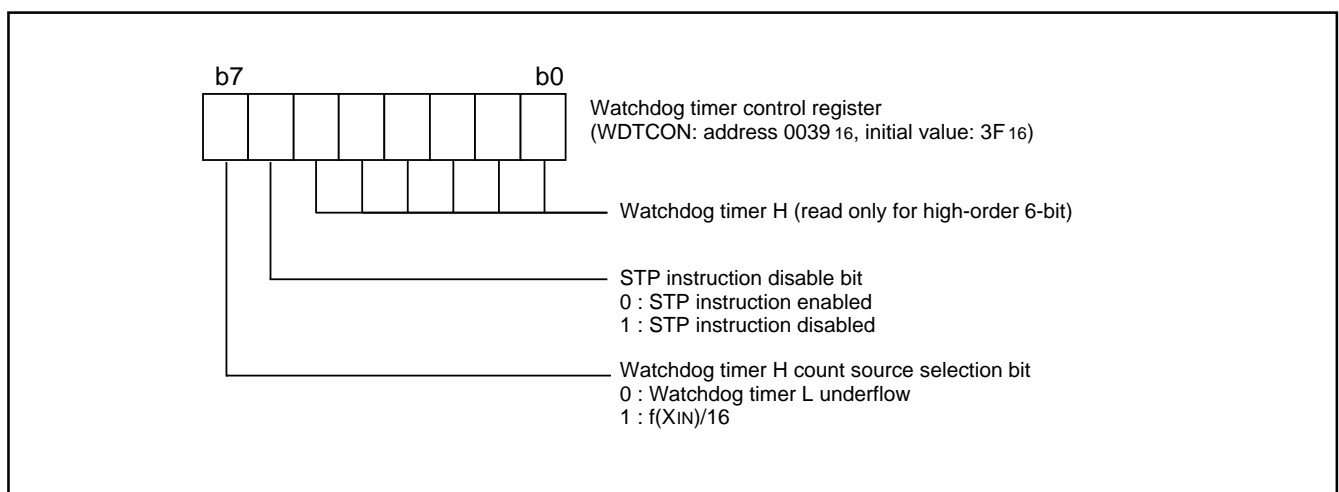 b7 b0
Watchdog timer control register
(WDTCON: address 0039 16, initial value: 3F 16)
Watchdog timer H (read only for high-order 6-bit)
STP instruction disable bit
0 : STP instruction enabled
1 : STP instruction disabled
Watchdog timer H count source selection bit
0 : Watchdog timer L underflow
1 : f(XIN)/16